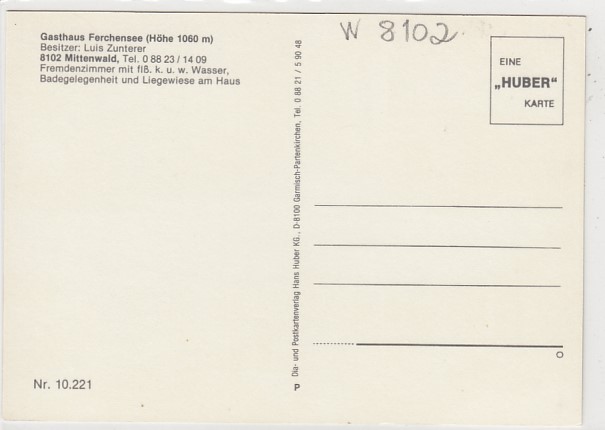 Gasthaus Ferchensee (Höhe 1060 m)
Besitzer: Luis Zunterer
8102 Mittenwald, Tel. 0 88 23 / 14 09
Fremdenzimmer mit flß. k. u. w. Wasser,
Badegelegenheit und Liegewiese am Haus
Nr. 10.221
Dia- und Postkartenverlag Hans Huber KG., D-8100 Garmisch-Partenkirchen, Tel. 0 88 21 / 5 90 48
P
W 8102
EINE
„HUBER“
KARTE